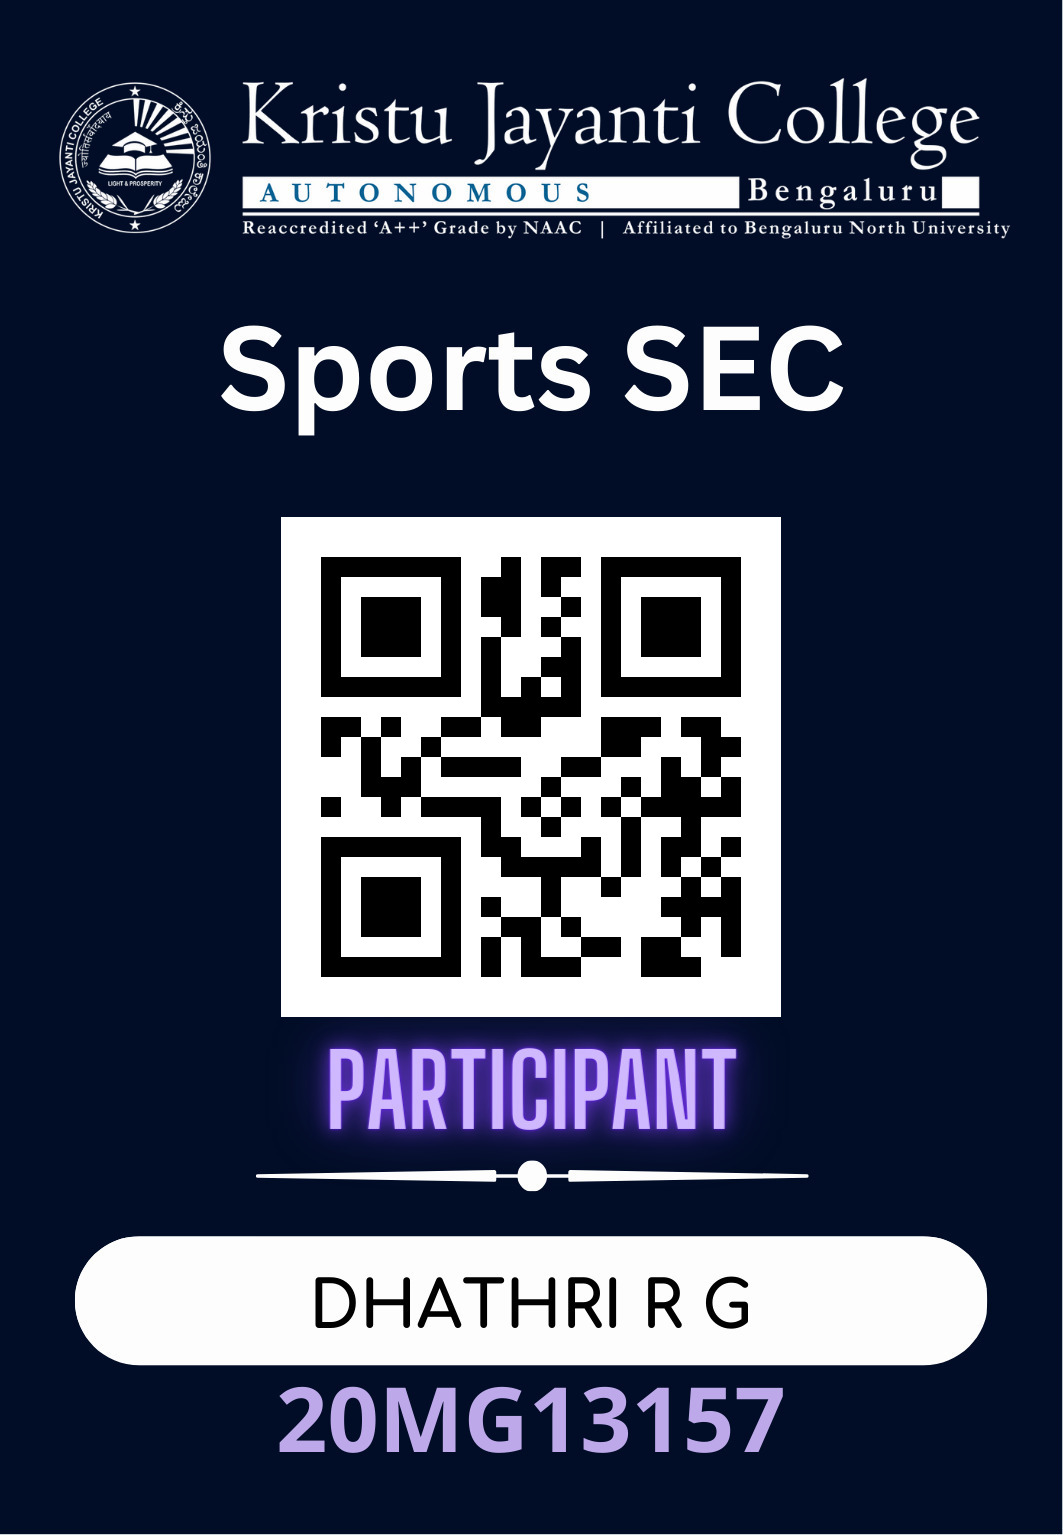 KRISTU JAYANTI COLLEGE
ಕ್ರಿಸ್ತು ಜಯಂತಿ ಕಾಲೇಜು
LIGHT & PROSPERITY
Kristu Jayanti College
AUTONOMOUS Bengaluru
Reaccredited ‘A++’ Grade by NAAC | Affiliated to Bengaluru North University
Sports SEC
PARTICIPANT
DHATHRI R G
20MG13157